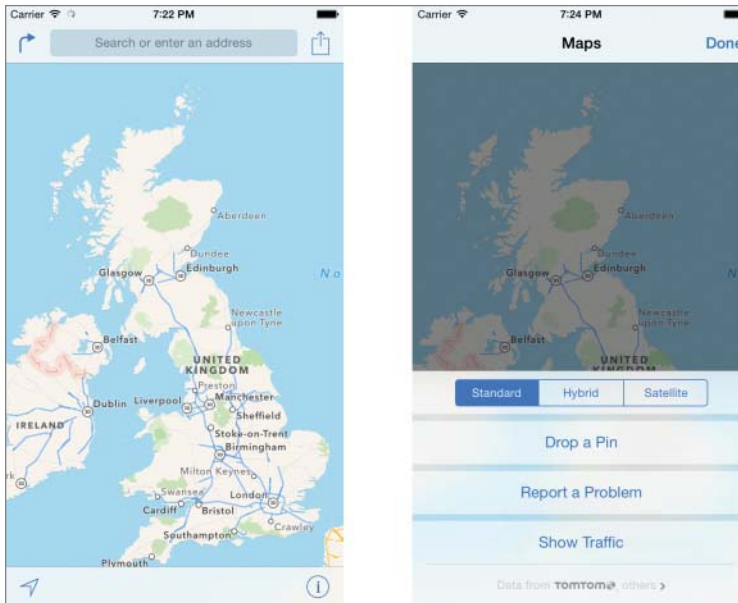 Carrier 7:22 PM
Search or enter an address
Aberdeen
Dundee
Glasgow Edinburgh
N o
Newcastle
upon Tyne
Belfast
UNITED
KINGDOM
Preston
Dublin Liverpool Manchester
IRELAND Sheffield
Stoke-on-Trent
Birmingham
Milton Keynes
rk
Swansea London
Cardiff Bristol
Crawley
Southampton
Plymouth
Carrier 7:24 PM
Maps Done
Aberdeen
Dundee
Glasgow Edinburgh
N
Newcastle
upon Tyne
Belfast
UNITED
KINGDOM
Standard Hybrid Satellite
Drop a Pin
Report a Problem
Show Traffic
Data from TOMTOM, others >